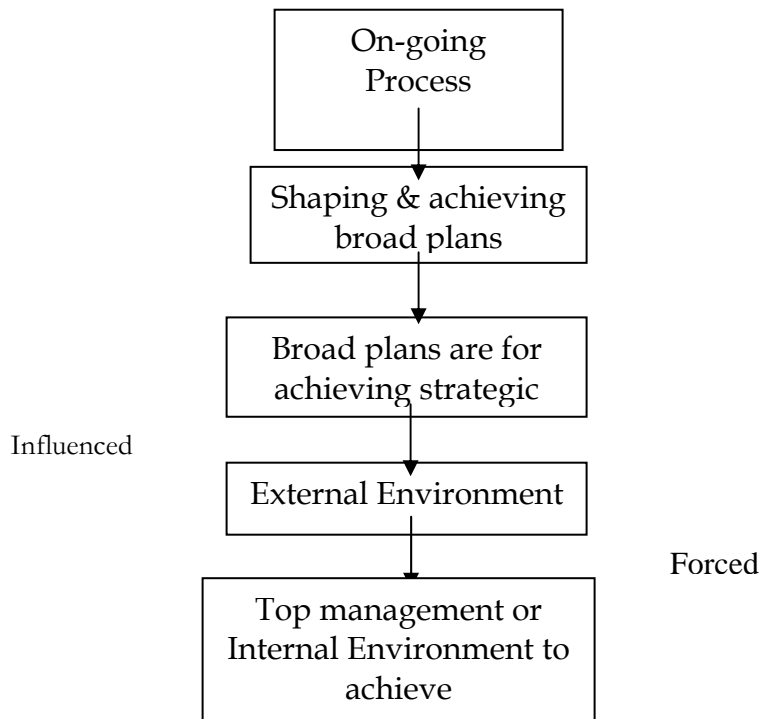 On-going
Process
Shaping & achieving
broad plans
Broad plans are for
achieving strategic
Influenced
External Environment
Forced
Top management or
Internal Environment to
achieve